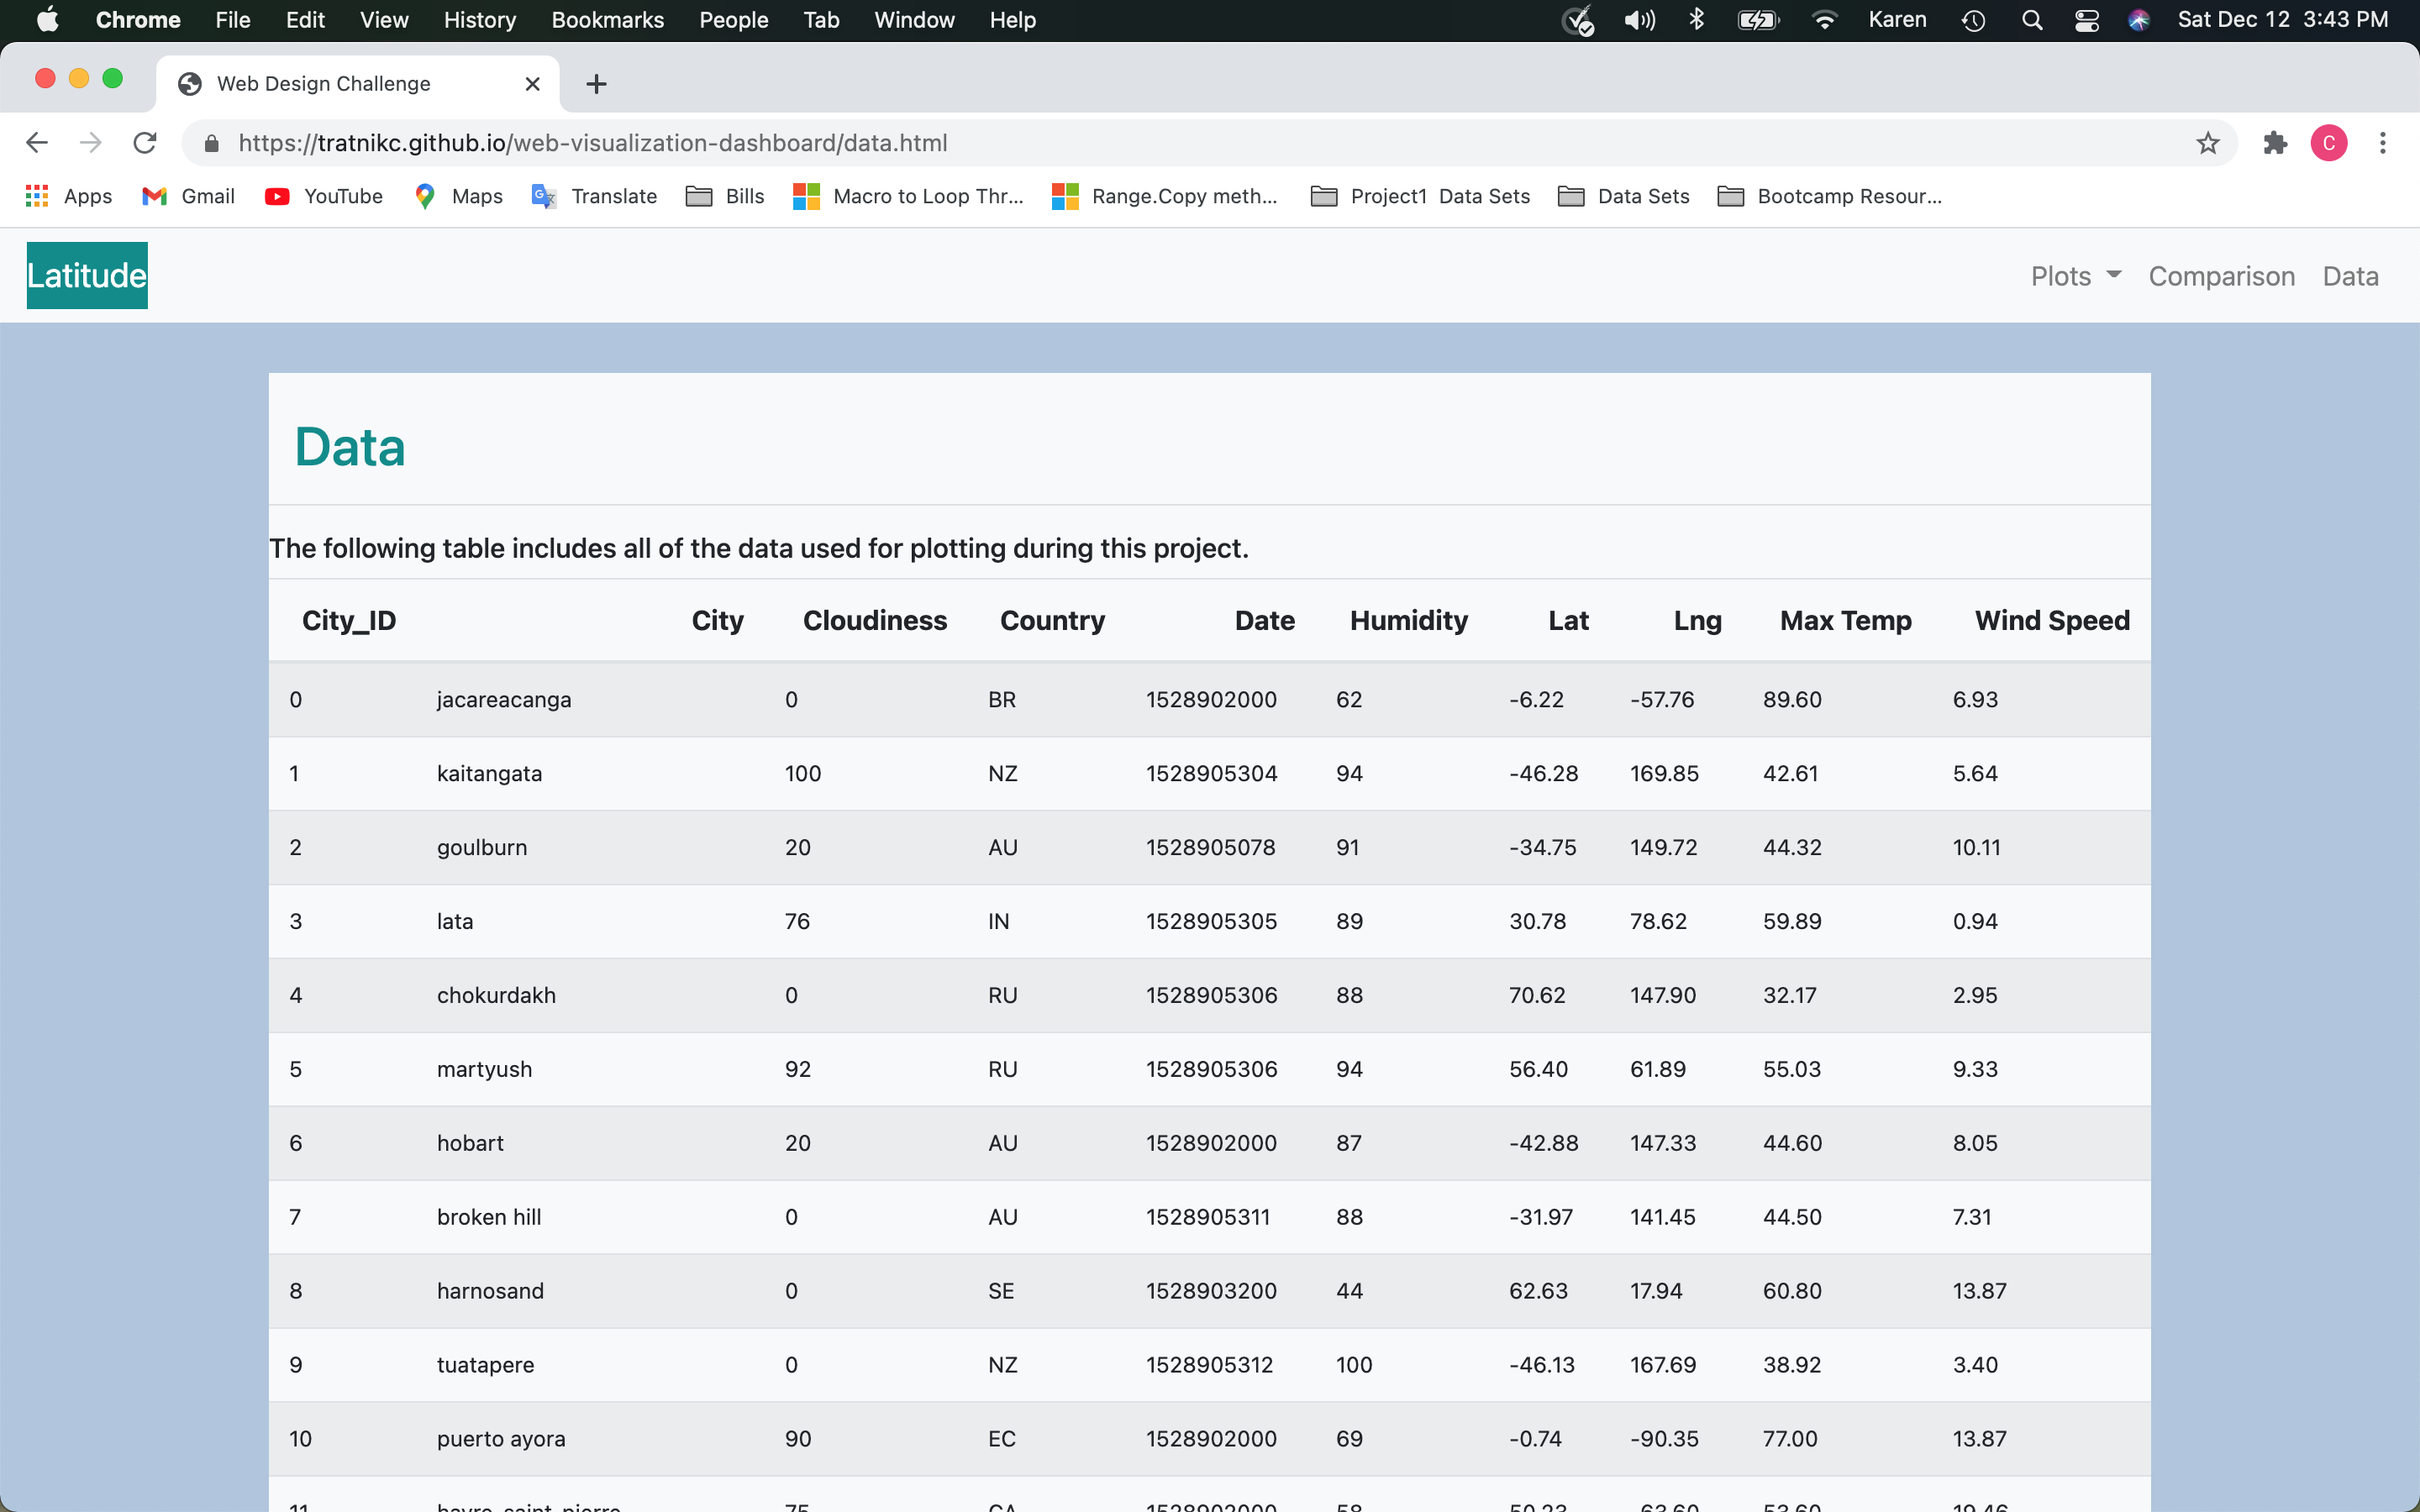 Chrome File Edit View History Bookmarks People Tab Window Help Karen Sat Dec 12 3:43 PM
Web Design Challenge
https://tratnikc.github.io/web-visualization-dashboard/data.html C
Apps Gmail YouTube Maps Translate Bills Macro to Loop Thr... Range.Copy meth... Project1 Data Sets Data Sets Bootcamp Resour...
Latitude Plots Comparison Data
Data
The following table includes all of the data used for plotting during this project.
City_ID City Cloudiness Country Date Humidity Lat Lng Max Temp Wind Speed
0 jacareacanga 0 BR 1528902000 62 -6.22 -57.76 89.60 6.93
1 kaitangata 100 NZ 1528905304 94 -46.28 169.85 42.61 5.64
2 goulburn 20 AU 1528905078 91 -34.75 149.72 44.32 10.11
3 lata 76 IN 1528905305 89 30.78 78.62 59.89 0.94
4 chokurdakh 0 RU 1528905306 88 70.62 147.90 32.17 2.95
5 martyush 92 RU 1528905306 94 56.40 61.89 55.03 9.33
6 hobart 20 AU 1528902000 87 -42.88 147.33 44.60 8.05
7 broken hill 0 AU 1528905311 88 -31.97 141.45 44.50 7.31
8 harnosand 0 SE 1528903200 44 62.63 17.94 60.80 13.87
9 tuatapere 0 NZ 1528905312 100 -46.13 167.69 38.92 3.40
10 puerto ayora 90 EC 1528902000 69 -0.74 -90.35 77.00 13.87